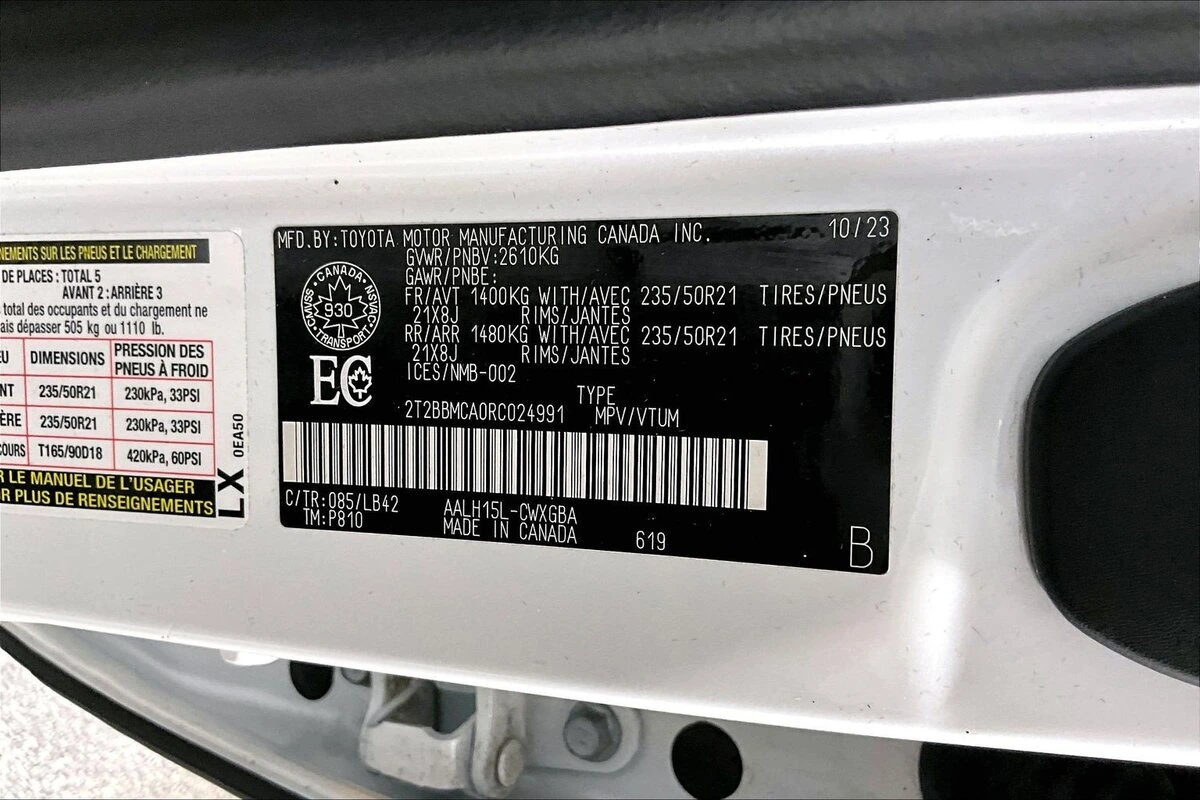 NEMENTS SUR LES PNEUS ET LE CHARGEMENT
DE PLACES : TOTAL 5
AVANT 2 : ARRIÈRE 3
total des occupants et du chargement ne
ais dépasser 505 kg ou 1110 lb.
EU DIMENSIONS PRESSION DES PNEUS À FROID
NT 235/50R21 230kPa, 33PSI
ÈRE 235/50R21 230kPa, 33PSI
COURS T165/90D18 420kPa, 60PSI
R LE MANUEL DE L'USAGER
R PLUS DE RENSEIGNEMENTS
LX 0EA50
MFD.BY:TOYOTA MOTOR MANUFACTURING CANADA INC. 10/23
GVWR/PNBV:2610KG
GAWR/PNBE:
FR/AVT 1400KG WITH/AVEC 235/50R21 TIRES/PNEUS
21X8J RIMS/JANTES
RR/ARR 1480KG WITH/AVEC 235/50R21 TIRES/PNEUS
21X8J RIMS/JANTES
ICES/NMB-002
CANADA
CMVSS NSVAC
930
TRANSPORT
EC
TYPE
2T2BBMCA0RC024991 MPV/VTUM
C/TR:085/LB42 AALH15L-CWXGBA
TM:P810 MADE IN CANADA 619
B